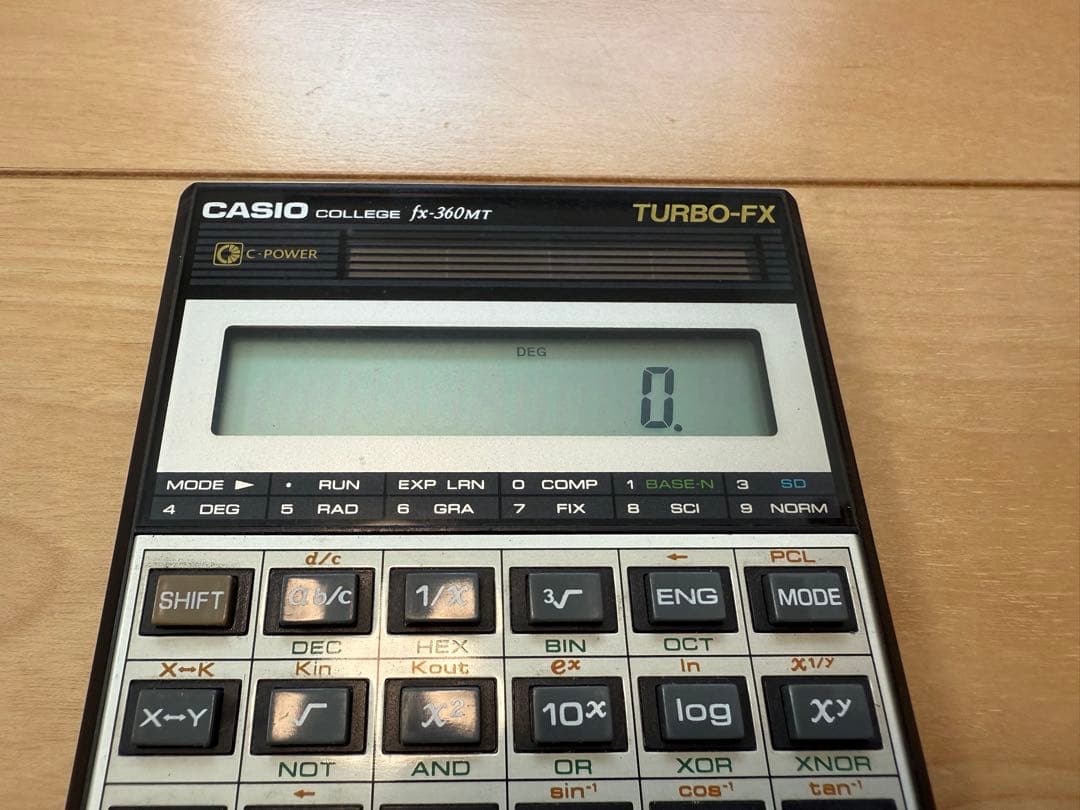 CASIO COLLEGE fx-360MT TURBO-FX
C-POWER
DEG
0.
MODE ► • RUN EXP LRN 0 COMP 1 BASE-N 3 SD
4 DEG 5 RAD 6 GRA 7 FIX 8 SCI 9 NORM
d/c ← PCL
SHIFT a b/c 1/x 3√ ENG MODE
DEC HEX BIN OCT
X↔K Kin Kout ex ln x1/y
X↔Y √ x2 10x log xy
NOT AND OR XOR XNOR
← sin-1 cos-1 tan-1